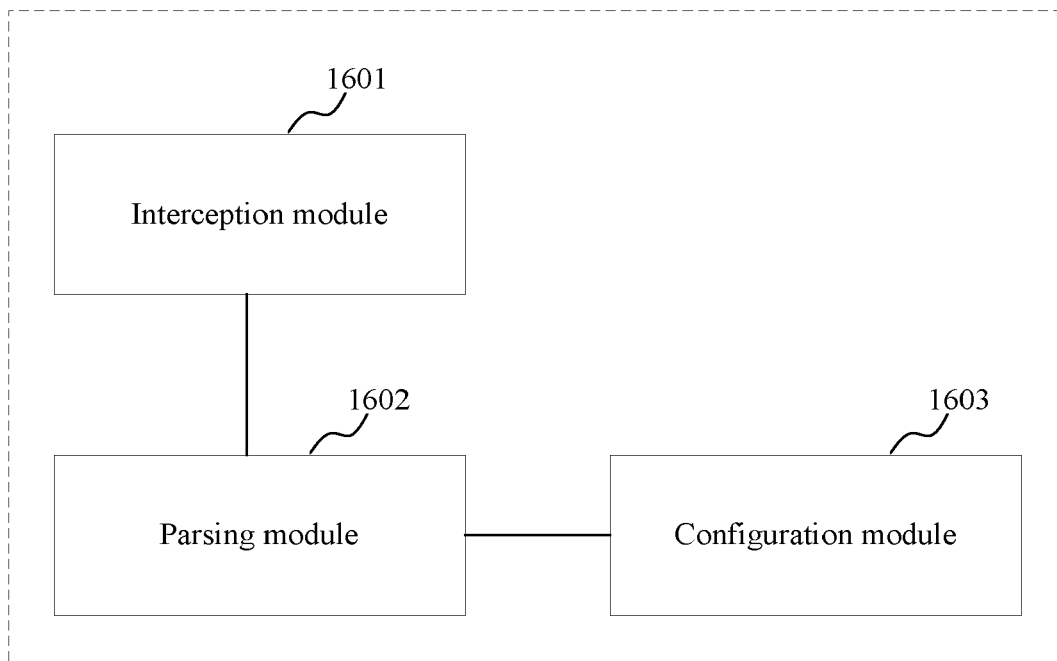 1601
Interception module
1602
1603
Parsing module
Configuration module